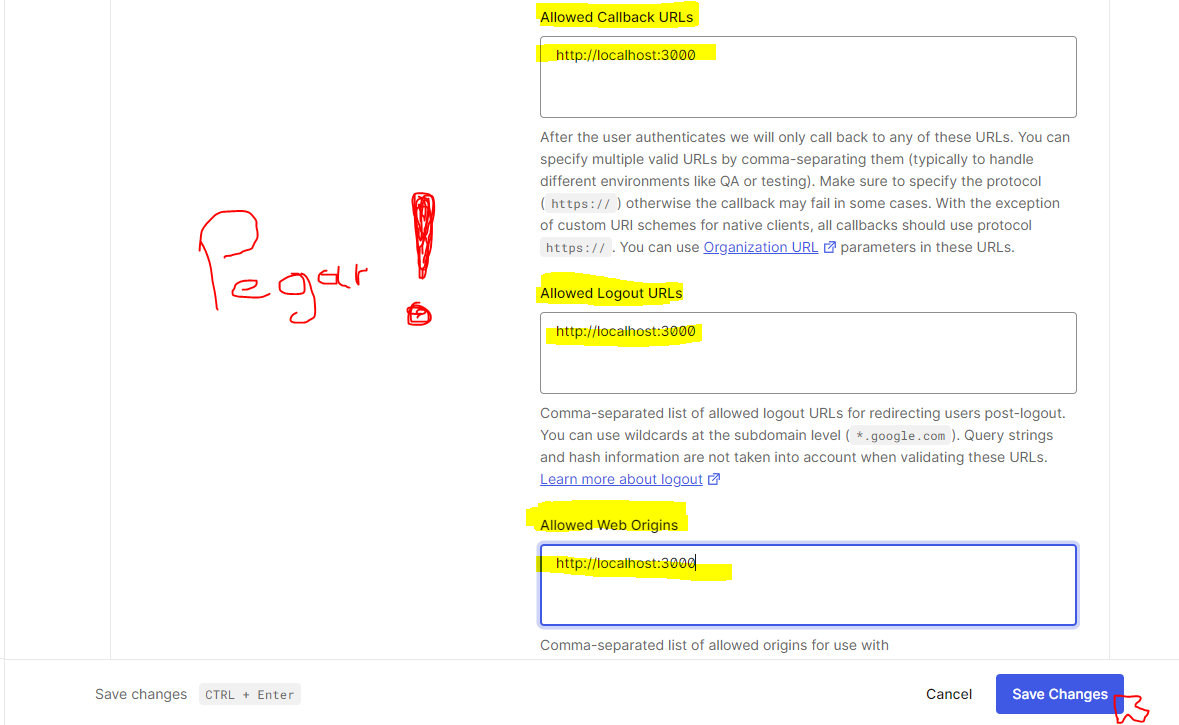 Allowed Callback URLs
http://localhost:3000
After the user authenticates we will only call back to any of these URLs. You can
specify multiple valid URLs by comma-separating them (typically to handle
different environments like QA or testing). Make sure to specify the protocol
( https:// ) otherwise the callback may fail in some cases. With the exception
of custom URI schemes for native clients, all callbacks should use protocol
https:// . You can use Organization URL parameters in these URLs.
Pegar !
Allowed Logout URLs
http://localhost:3000
Comma-separated list of allowed logout URLs for redirecting users post-logout.
You can use wildcards at the subdomain level ( *.google.com ). Query strings
and hash information are not taken into account when validating these URLs.
Learn more about logout
Allowed Web Origins
http://localhost:3000
Comma-separated list of allowed origins for use with
Save changes CTRL + Enter
Cancel
Save Changes